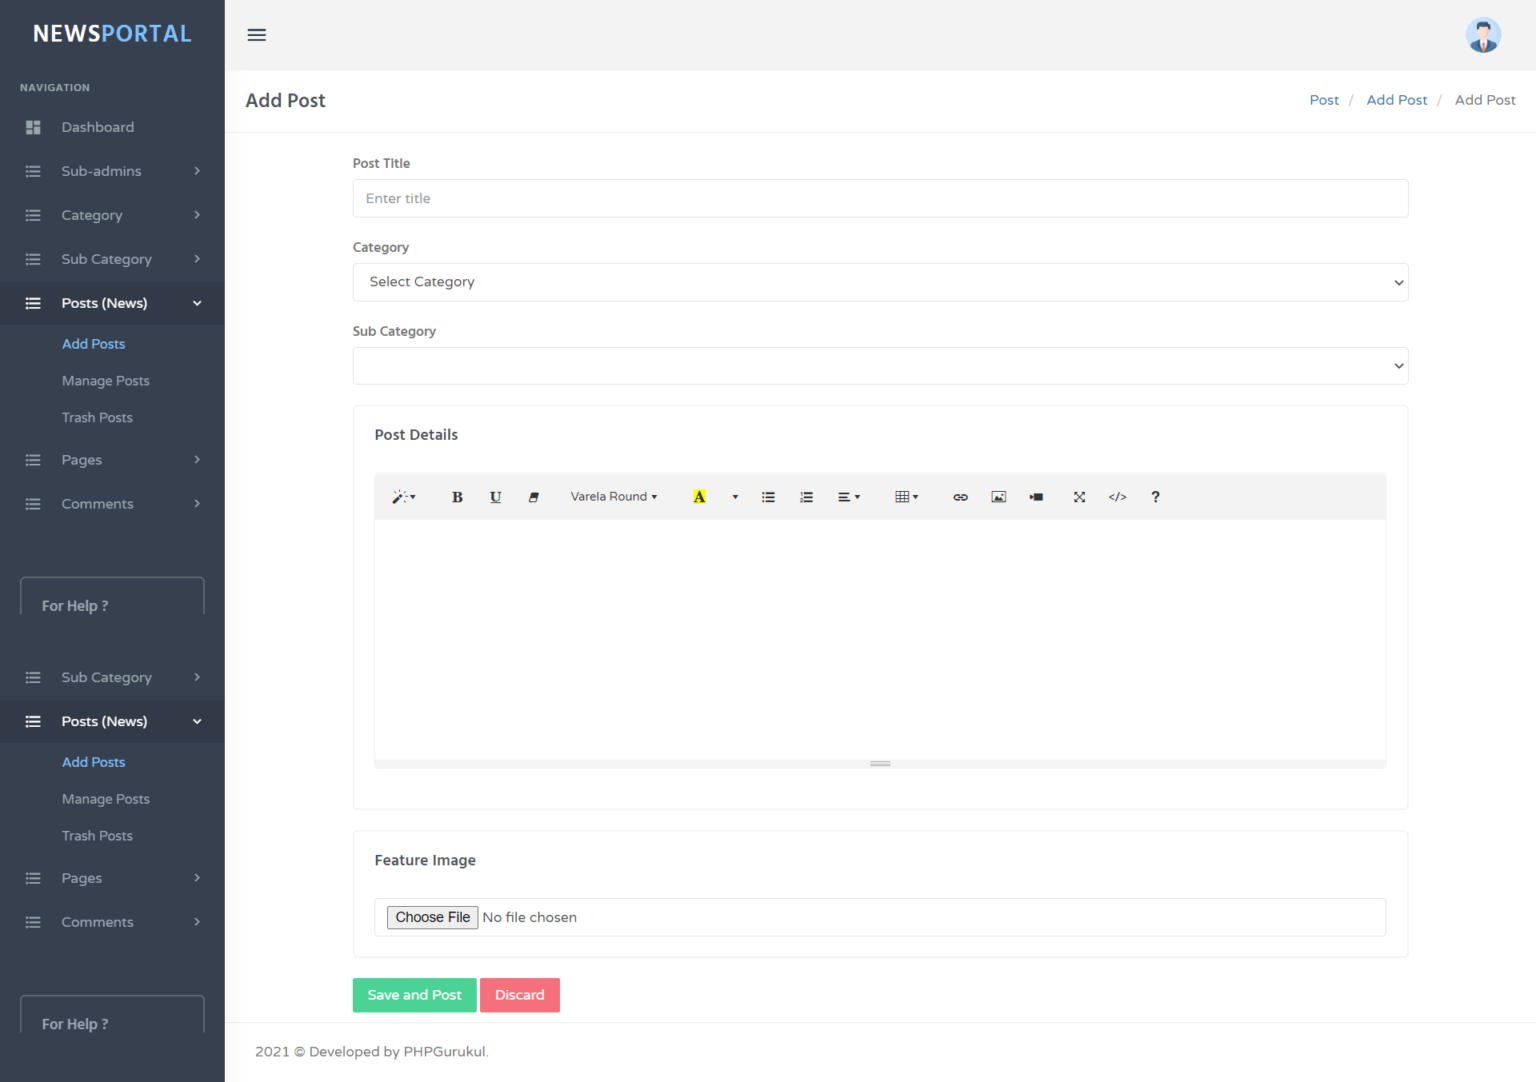 NEWSPORTAL
NAVIGATION
Dashboard
Sub-admins
Category
Sub Category
Posts (News)
Add Posts
Manage Posts
Trash Posts
Pages
Comments
For Help ?
Sub Category
Posts (News)
Add Posts
Manage Posts
Trash Posts
Pages
Comments
For Help ?
Add Post
Post / Add Post / Add Post
Post Title
Enter title
Category
Select Category
Sub Category
Post Details
B U Varela Round A </> ?
Feature Image
Choose File No file chosen
Save and Post Discard
2021 © Developed by PHPGurukul.